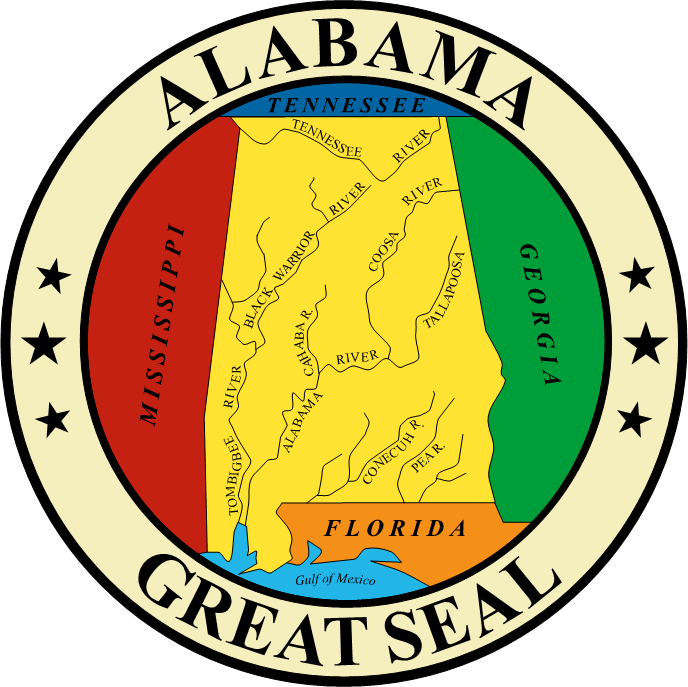 ALABAMA
TENNESSEE
TENNESSEE RIVER
BLACK WARRIOR RIVER
COOSA RIVER
TALLAPOOSA
MISSISSIPPI
GEORGIA
CAHABA R.
ALABAMA RIVER
TOMBIGBEE RIVER
CONECUH R.
PEA R.
FLORIDA
Gulf of Mexico
GREAT SEAL